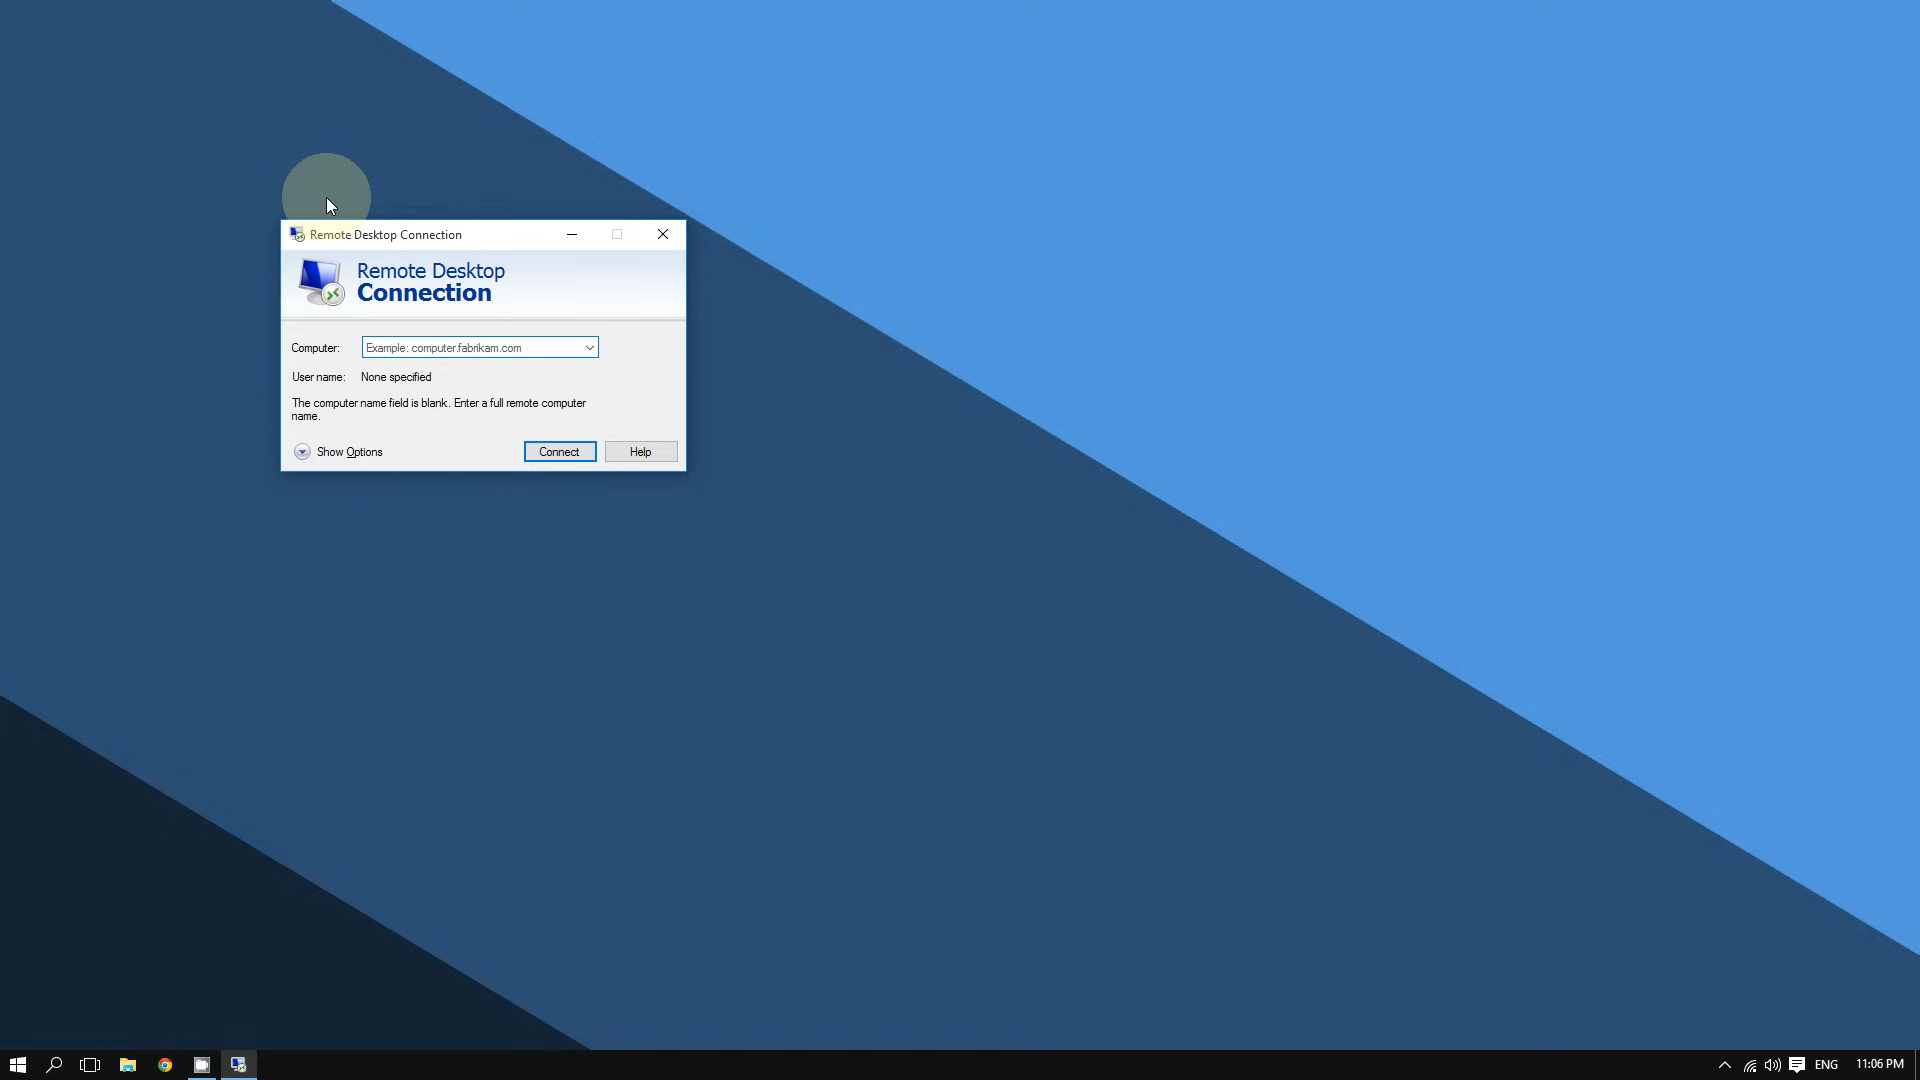 Remote Desktop Connection
Remote Desktop
Connection
Computer: Example: computer.fabrikam.com
User name: None specified
The computer name field is blank. Enter a full remote computer
name.
Show Options Connect Help
ENG 11:06 PM